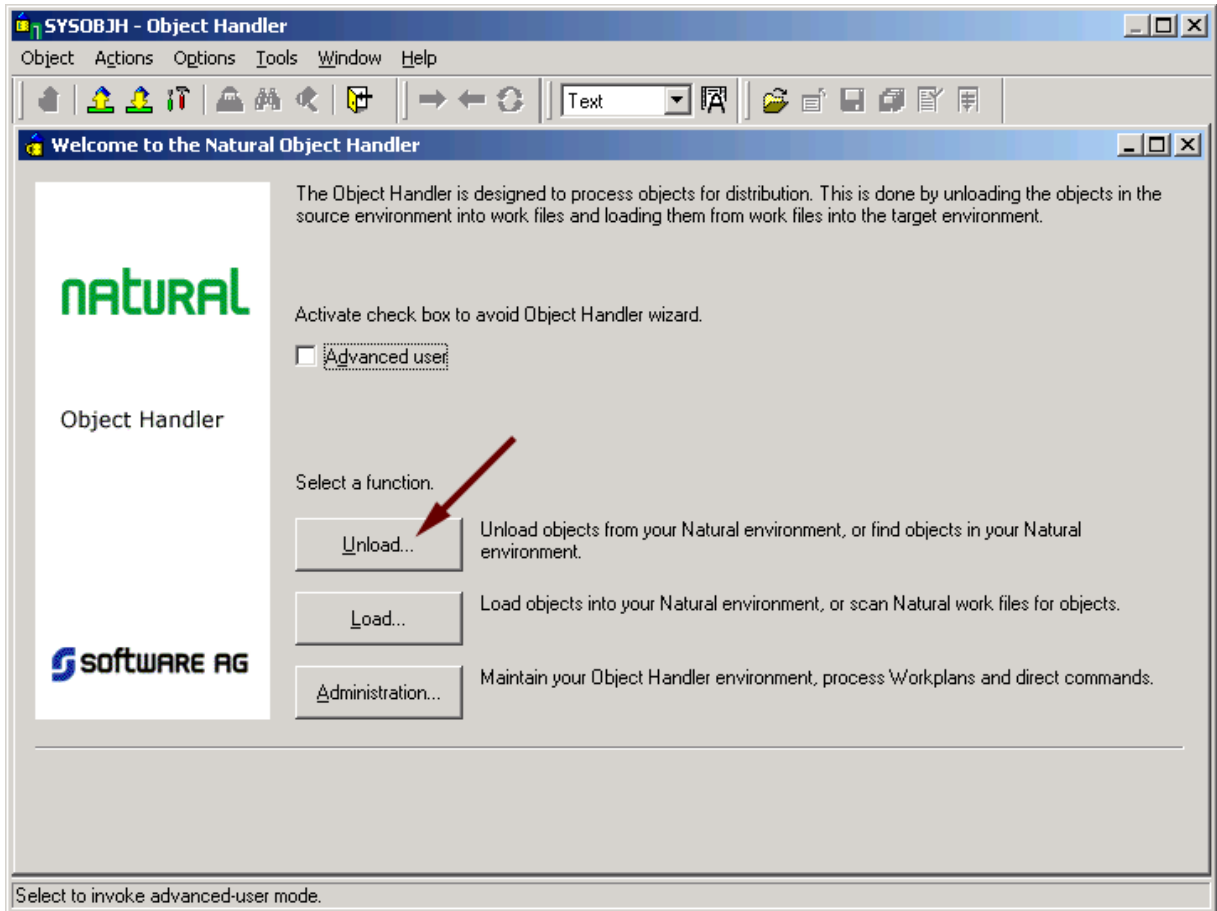 SYSOBJH - Object Handler
Object Actions Options Tools Window Help
Text
Welcome to the Natural Object Handler
The Object Handler is designed to process objects for distribution. This is done by unloading the objects in the
source environment into work files and loading them from work files into the target environment.
natural
Activate check box to avoid Object Handler wizard.
Advanced user
Object Handler
Select a function.
Unload...
Unload objects from your Natural environment, or find objects in your Natural
environment.
Load...
Load objects into your Natural environment, or scan Natural work files for objects.
software AG
Administration...
Maintain your Object Handler environment, process Workplans and direct commands.
Select to invoke advanced-user mode.